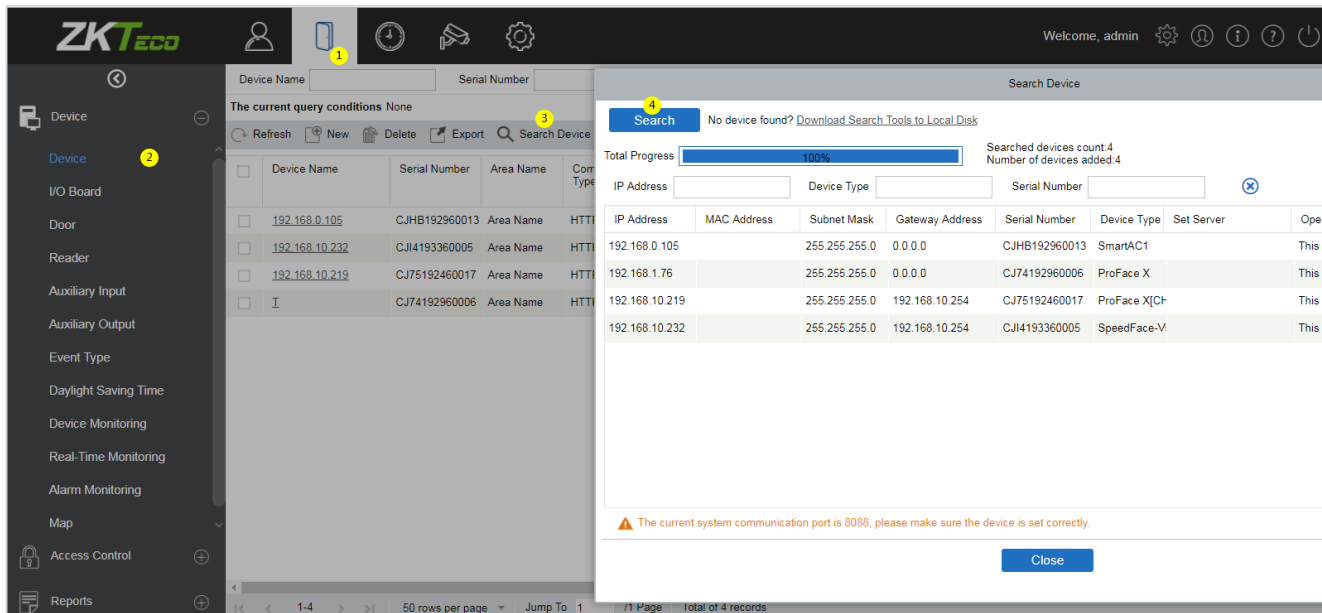 ZKTeco
1
Welcome, admin
Device
Device 2
I/O Board
Door
Reader
Auxiliary Input
Auxiliary Output
Event Type
Daylight Saving Time
Device Monitoring
Real-Time Monitoring
Alarm Monitoring
Map
Access Control
Reports
Device Name Serial Number
The current query conditions None
3
Refresh New Delete Export Search Device
Device Name Serial Number Area Name Com
Type
192.168.0.105 CJHB192960013 Area Name HTT
192.168.10.232 CJI4193360005 Area Name HTT
192.168.10.219 CJ75192460017 Area Name HTT
T CJ74192960006 Area Name HTT
1-4 50 rows per page Jump To 1 /1 Page Total of 4 records
Search Device
4
Search No device found? Download Search Tools to Local Disk
Total Progress 100% Searched devices count:4
Number of devices added:4
IP Address Device Type Serial Number
IP Address MAC Address Subnet Mask Gateway Address Serial Number Device Type Set Server Ope
192.168.0.105 255.255.255.0 0.0.0.0 CJHB192960013 SmartAC1 This
192.168.1.76 255.255.255.0 0.0.0.0 CJ74192960006 ProFace X This
192.168.10.219 255.255.255.0 192.168.10.254 CJ75192460017 ProFace X[CH This
192.168.10.232 255.255.255.0 192.168.10.254 CJI4193360005 SpeedFace-V This
The current system communication port is 8088, please make sure the device is set correctly.
Close